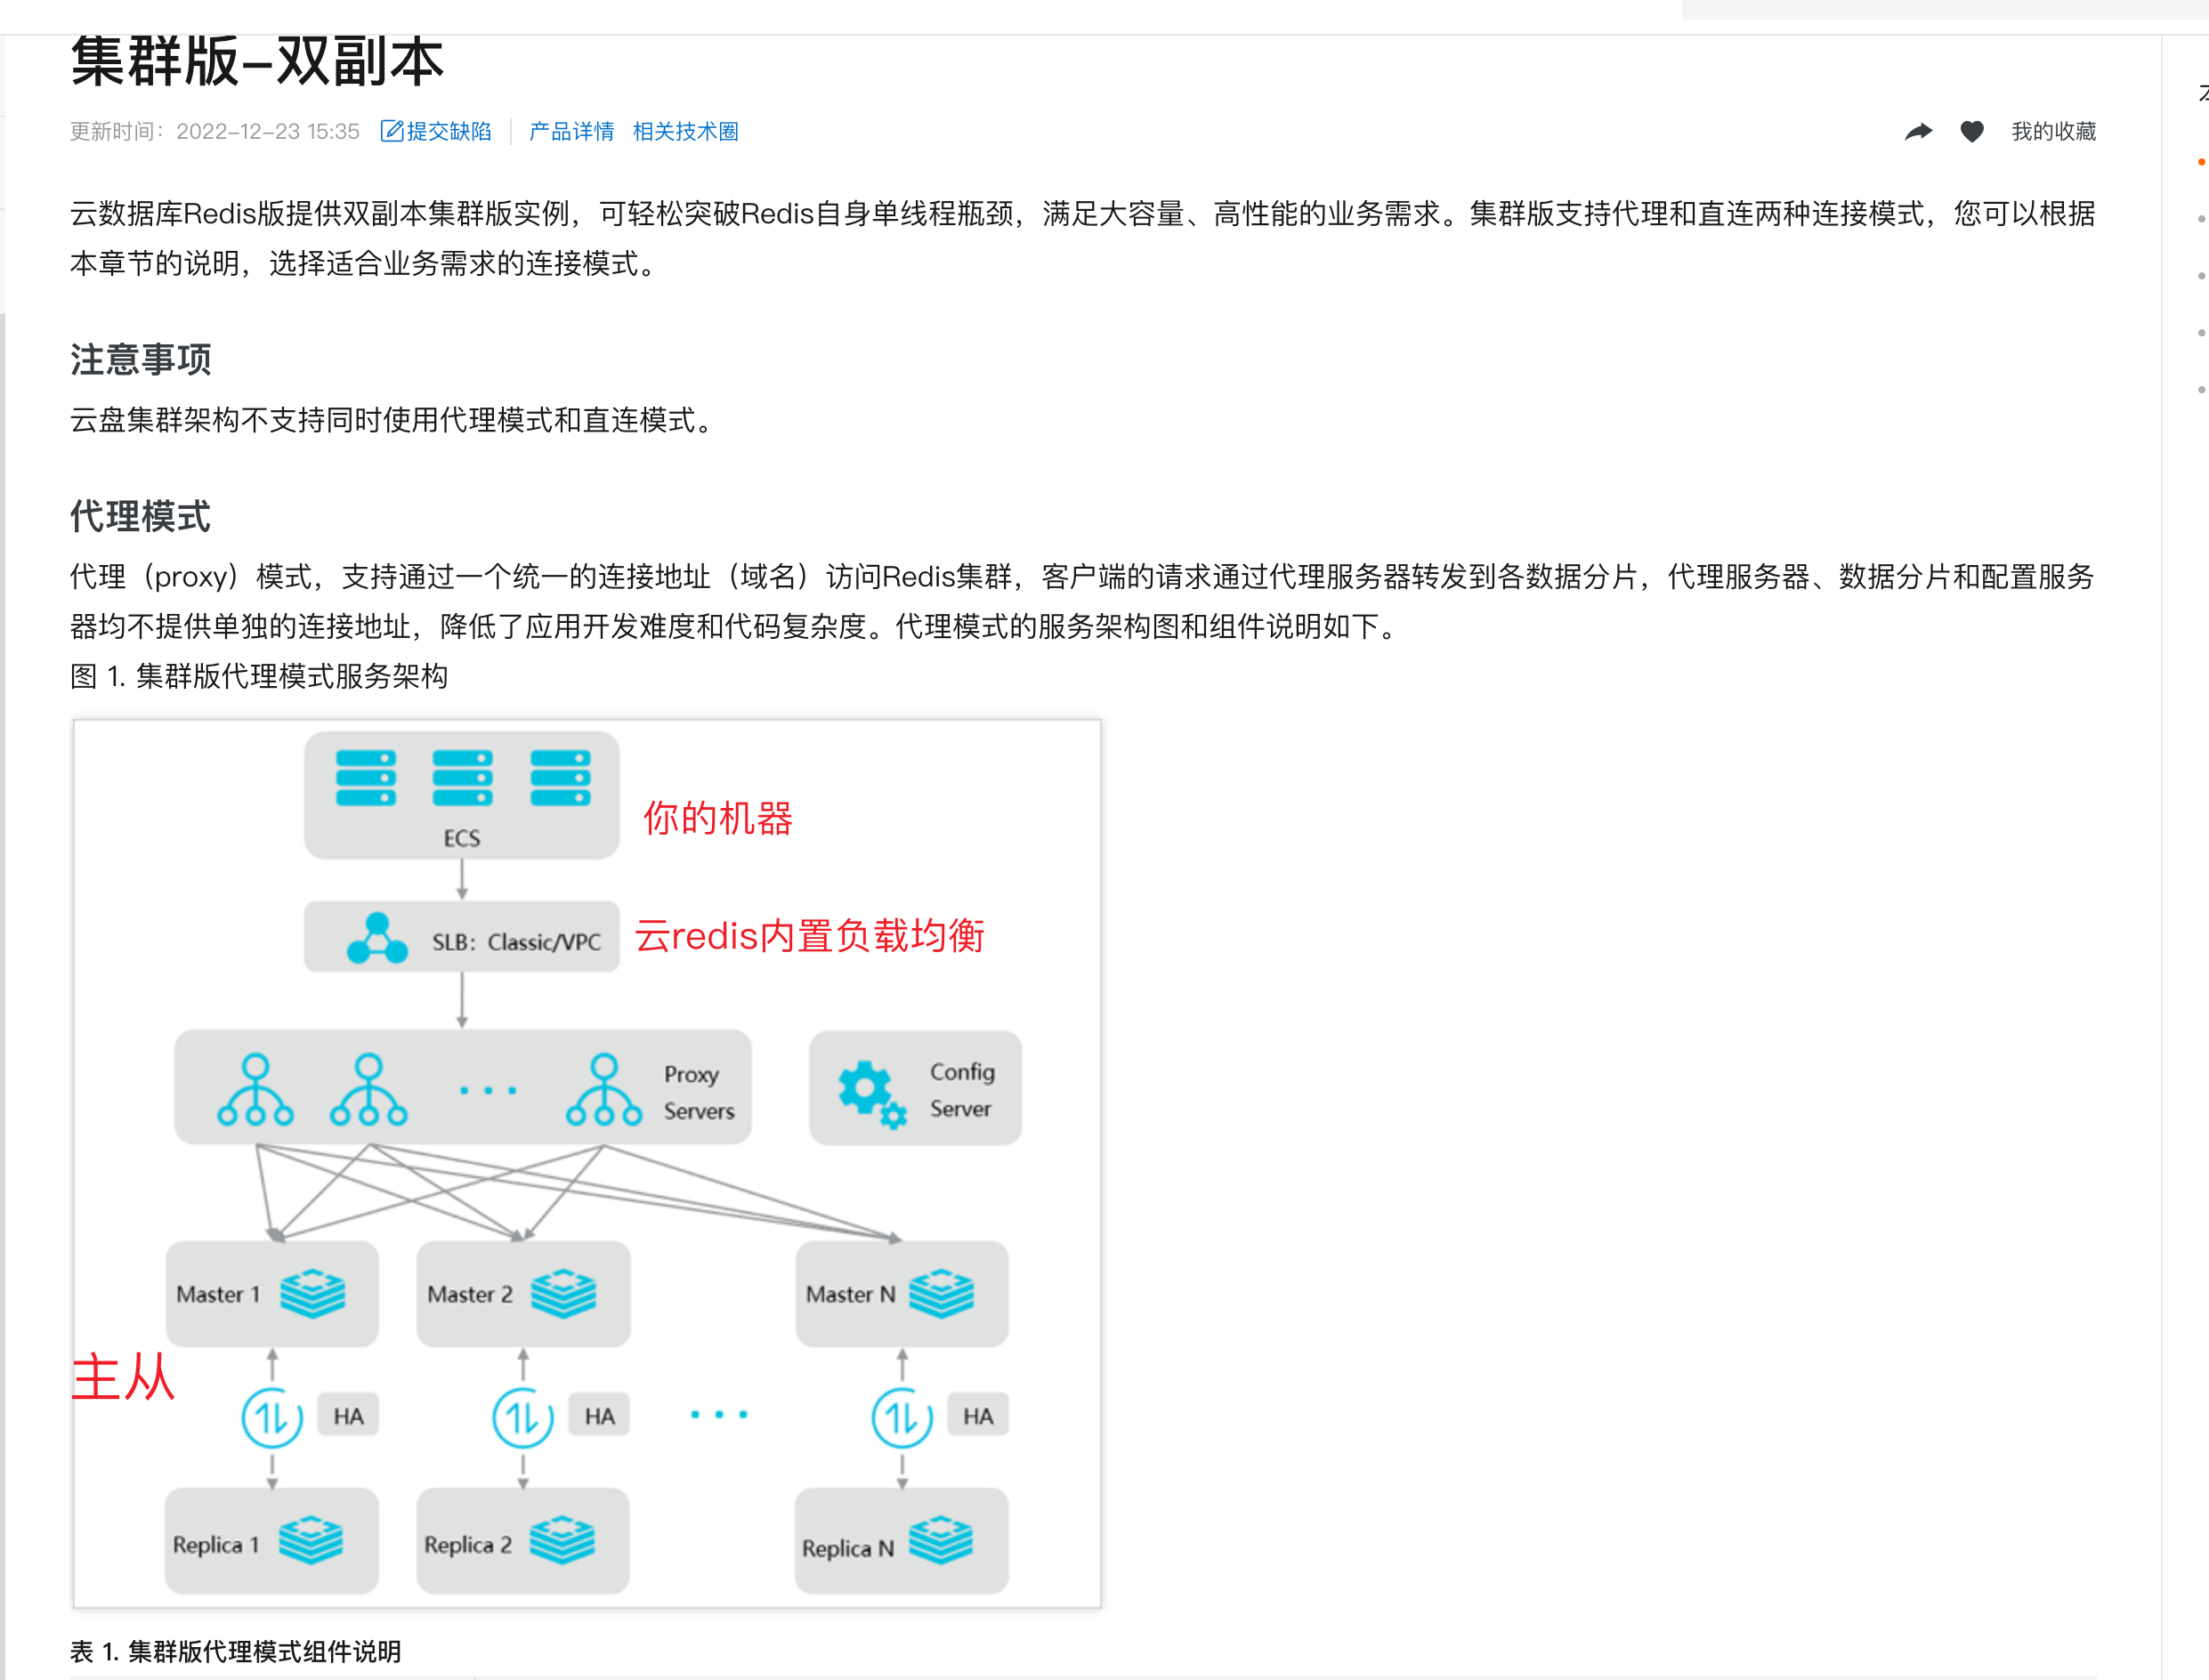 集群版-双副本
更新时间：2022-12-23 15:35 提交缺陷 产品详情 相关技术圈 我的收藏
云数据库Redis版提供双副本集群版实例，可轻松突破Redis自身单线程瓶颈，满足大容量、高性能的业务需求。集群版支持代理和直连两种连接模式，您可以根据
本章节的说明，选择适合业务需求的连接模式。
注意事项
云盘集群架构不支持同时使用代理模式和直连模式。
代理模式
代理（proxy）模式，支持通过一个统一的连接地址（域名）访问Redis集群，客户端的请求通过代理服务器转发到各数据分片，代理服务器、数据分片和配置服务
器均不提供单独的连接地址，降低了应用开发难度和代码复杂度。代理模式的服务架构图和组件说明如下。
图 1. 集群版代理模式服务架构
ECS
你的机器
SLB：Classic/VPC
云redis内置负载均衡
Proxy
Servers
Config
Server
Master 1
Master 2
Master N
主从
HA
HA
HA
Replica 1
Replica 2
Replica N
表 1. 集群版代理模式组件说明